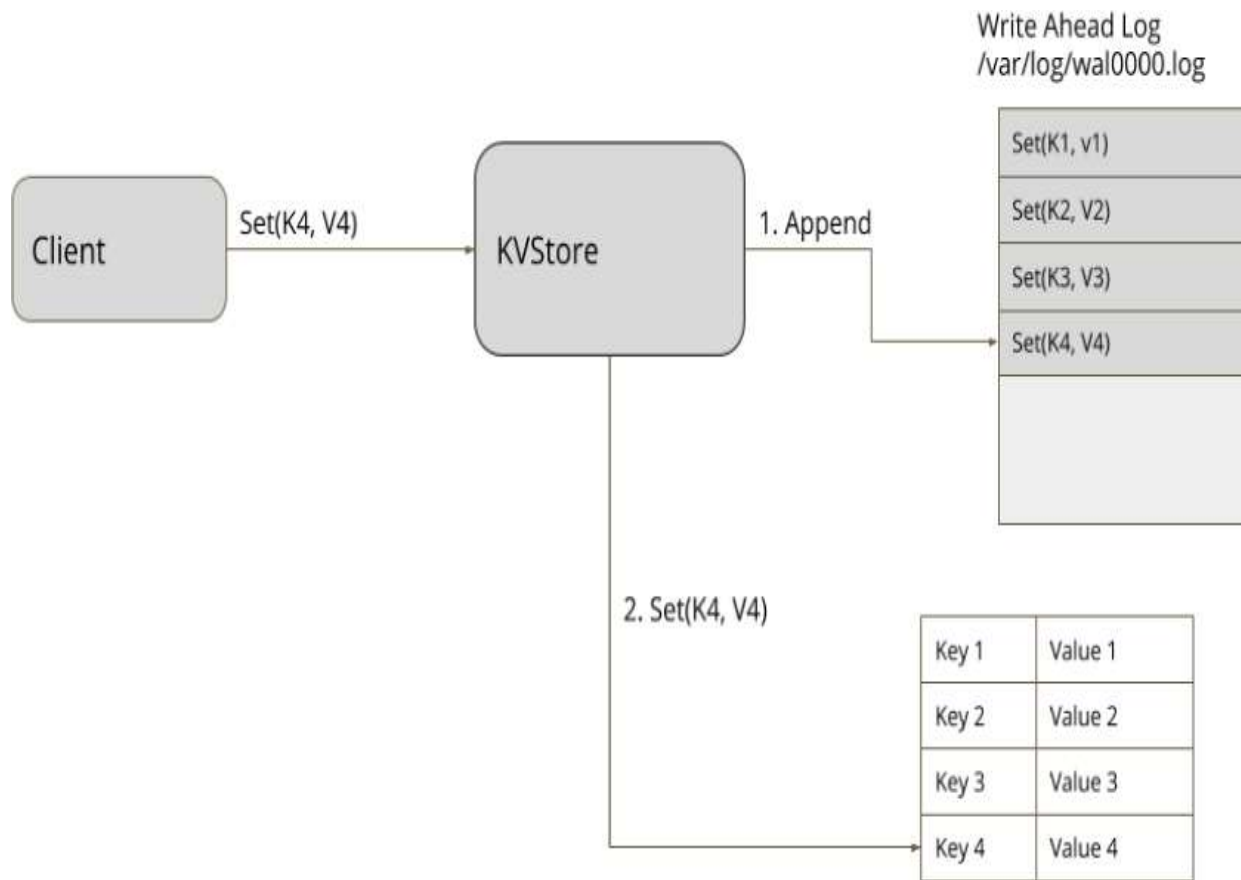 Write Ahead Log
/var/log/wal0000.log
Set(K1, v1)
Set(K2, V2)
Set(K3, V3)
Set(K4, V4)
Client
Set(K4, V4)
KVStore
1. Append
2. Set(K4, V4)
Key 1 Value 1
Key 2 Value 2
Key 3 Value 3
Key 4 Value 4